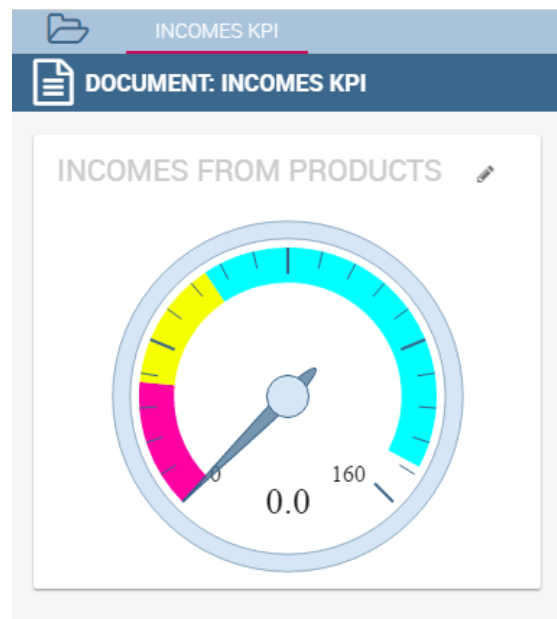 INCOMES KPI
DOCUMENT: INCOMES KPI
INCOMES FROM PRODUCTS
0 160
0.0